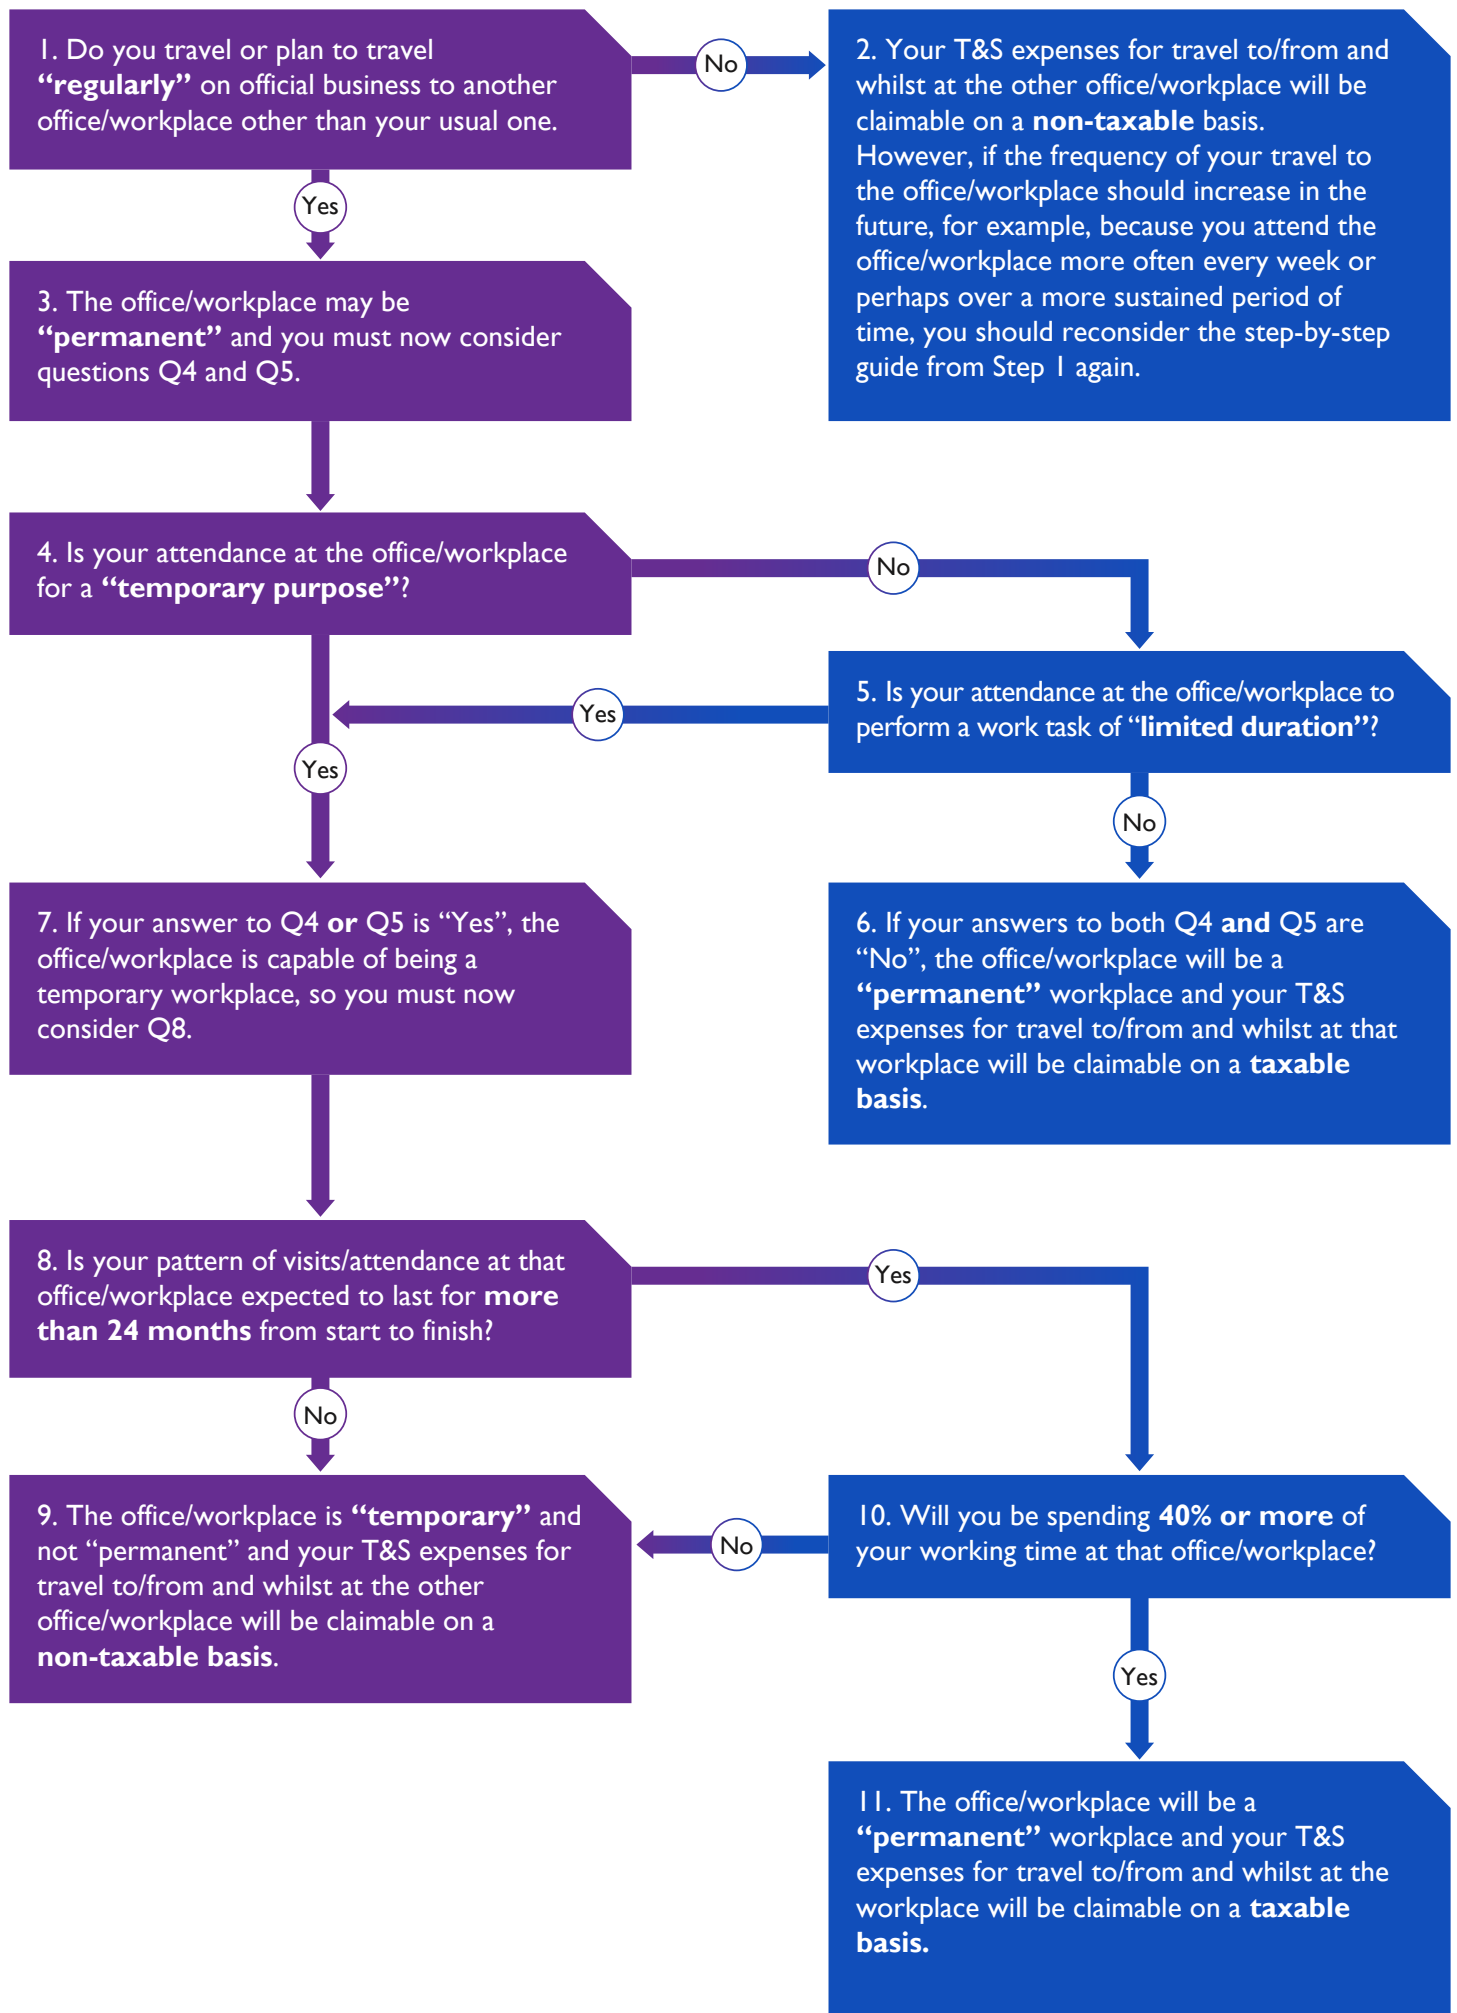 1. Do you travel or plan to travel
“regularly” on official business to another
office/workplace other than your usual one.
No
2. Your T&S expenses for travel to/from and
whilst at the other office/workplace will be
claimable on a non-taxable basis.
However, if the frequency of your travel to
the office/workplace should increase in the
future, for example, because you attend the
office/workplace more often every week or
perhaps over a more sustained period of
time, you should reconsider the step-by-step
guide from Step 1 again.
Yes
3. The office/workplace may be
“permanent” and you must now consider
questions Q4 and Q5.
4. Is your attendance at the office/workplace
for a “temporary purpose”?
No
5. Is your attendance at the office/workplace to
perform a work task of “limited duration”?
Yes
Yes
No
7. If your answer to Q4 or Q5 is “Yes”, the
office/workplace is capable of being a
temporary workplace, so you must now
consider Q8.
6. If your answers to both Q4 and Q5 are
“No”, the office/workplace will be a
“permanent” workplace and your T&S
expenses for travel to/from and whilst at that
workplace will be claimable on a taxable
basis.
8. Is your pattern of visits/attendance at that
office/workplace expected to last for more
than 24 months from start to finish?
Yes
No
9. The office/workplace is “temporary” and
not “permanent” and your T&S expenses for
travel to/from and whilst at the other
office/workplace will be claimable on a
non-taxable basis.
No
10. Will you be spending 40% or more of
your working time at that office/workplace?
Yes
11. The office/workplace will be a
“permanent” workplace and your T&S
expenses for travel to/from and whilst at the
workplace will be claimable on a taxable
basis.